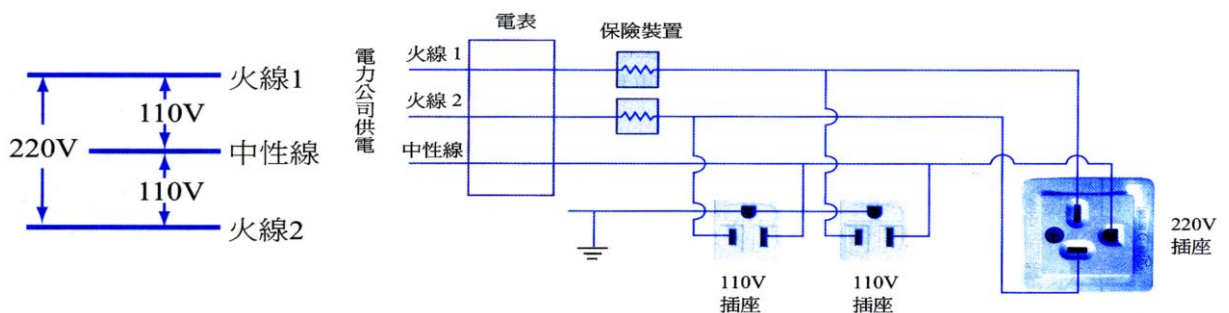 火線1
110V
220V
中性線
110V
火線2
電力公司供電
電表
保險裝置
火線 1
火線 2
中性線
110V
插座
110V
插座
220V
插座